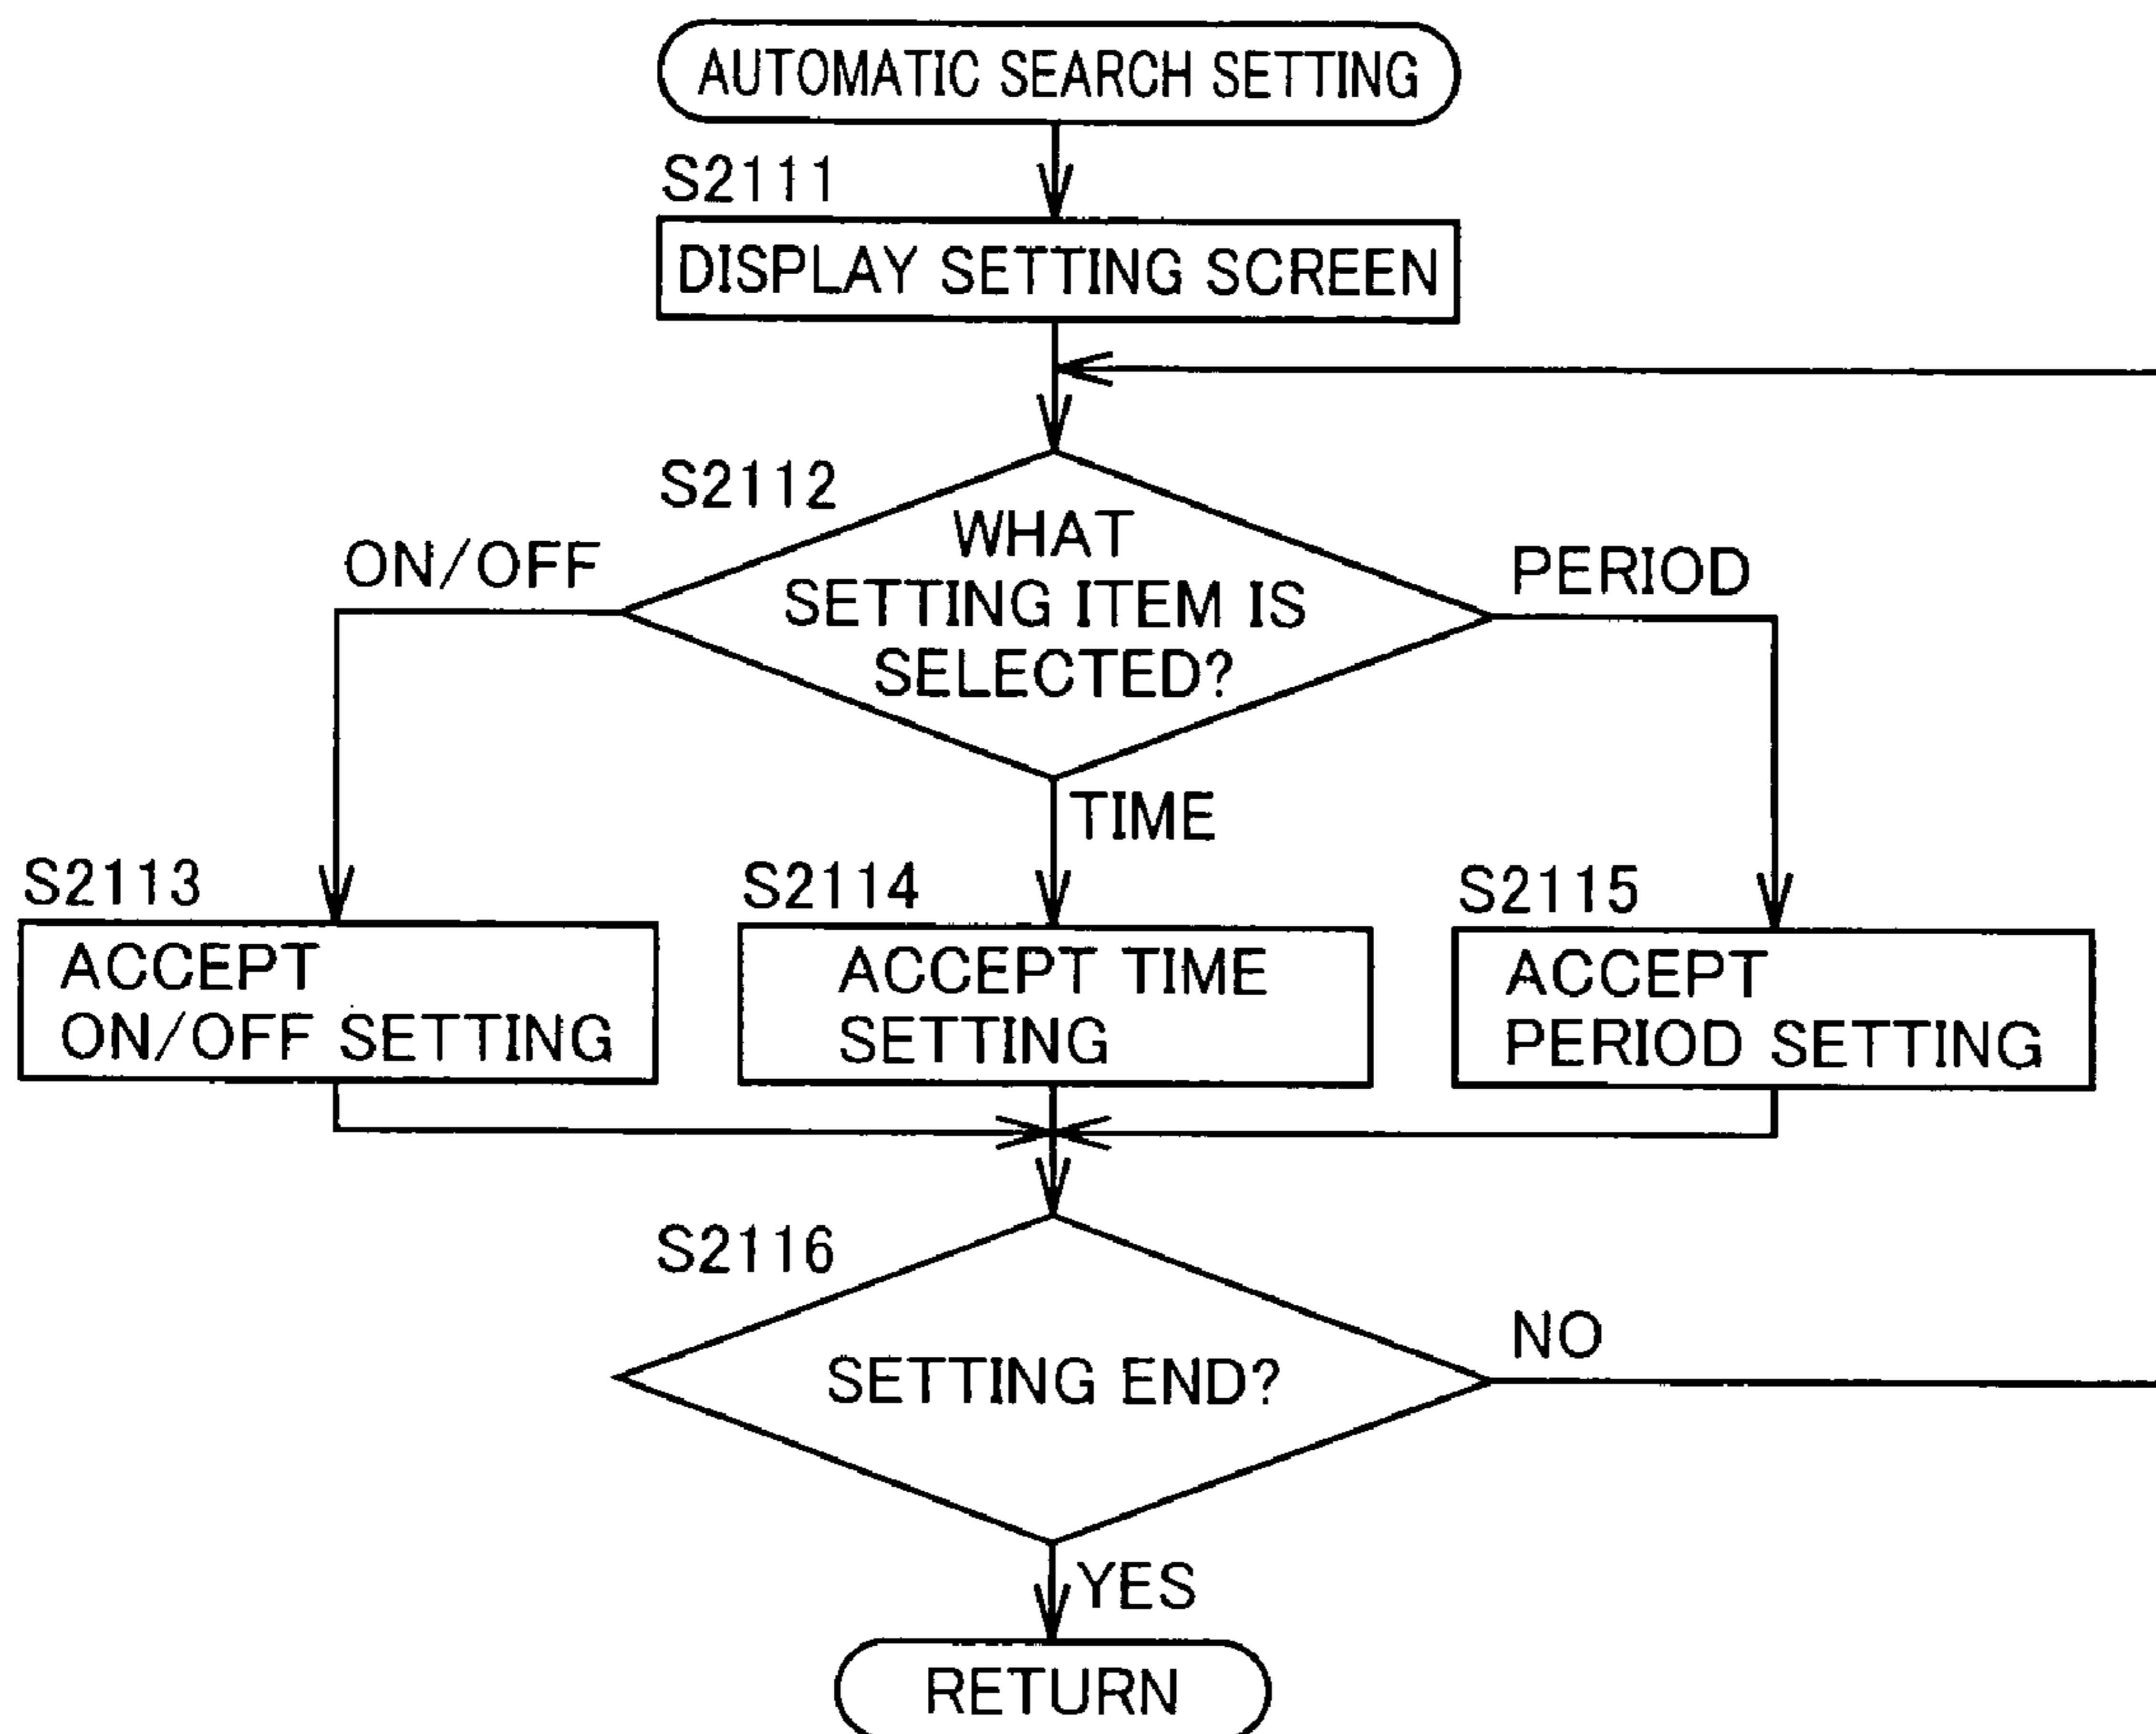 AUTOMATIC SEARCH SETTING
S2111
DISPLAY SETTING SCREEN
S2112
WHAT
SETTING ITEM IS
SELECTED?
ON/OFF
PERIOD
TIME
S2113
ACCEPT
ON/OFF SETTING
S2114
ACCEPT TIME
SETTING
S2115
ACCEPT
PERIOD SETTING
S2116
SETTING END?
NO
YES
RETURN